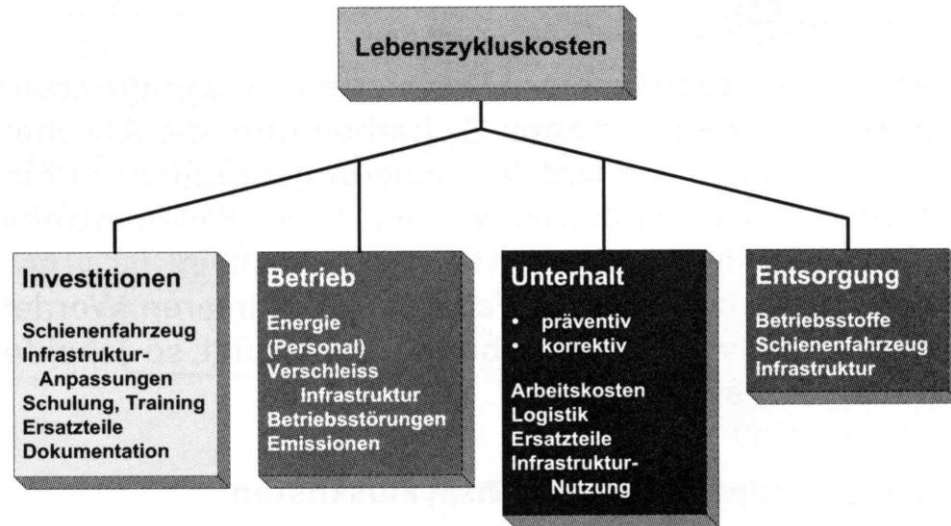 Lebenszykluskosten
Investitionen
Schienenfahrzeug
Infrastruktur-
Anpassungen
Schulung, Training
Ersatzteile
Dokumentation
Betrieb
Energie
(Personal)
Verschleiss
Infrastruktur
Betriebsstörungen
Emissionen
Unterhalt
• präventiv
• korrektiv
Arbeitskosten
Logistik
Ersatzteile
Infrastruktur-
Nutzung
Entsorgung
Betriebsstoffe
Schienenfahrzeug
Infrastruktur